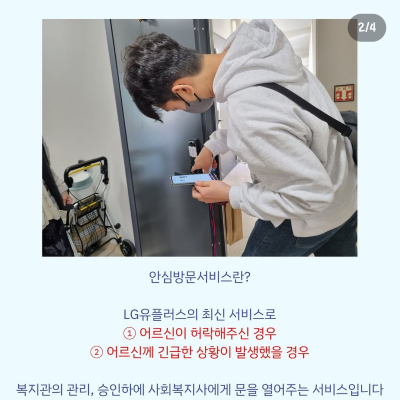 2/4
안심방문서비스란?
LG유플러스의 최신 서비스로
① 어르신이 허락해주신 경우
② 어르신께 긴급한 상황이 발생했을 경우
복지관의 관리, 승인하에 사회복지사에게 문을 열어주는 서비스입니다